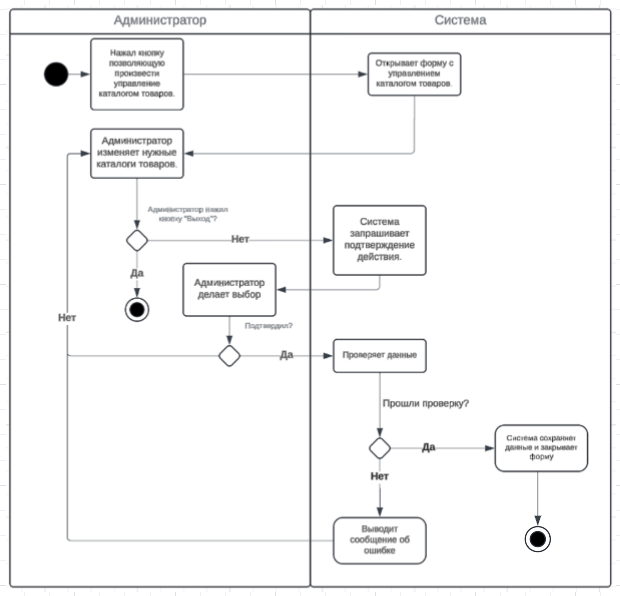 Администратор
Система
Нажал кнопку
позволяющую
произвести
управление
каталогом товаров.
Открывает форму с
управлением
каталогом товаров
Администратор
изменяет нужные
каталоги товаров.
Администратор нажал
кнопку "Выход"?
Нет
Система
запрашивает
подтверждение
действия.
Да
Администратор
делает выбор
Нет
Подтвердил?
Да
Проверяет данные
Прошли проверку?
Да
Система сохраняет
данные и закрывает
форму
Нет
Выводит
сообщение об
ошибке